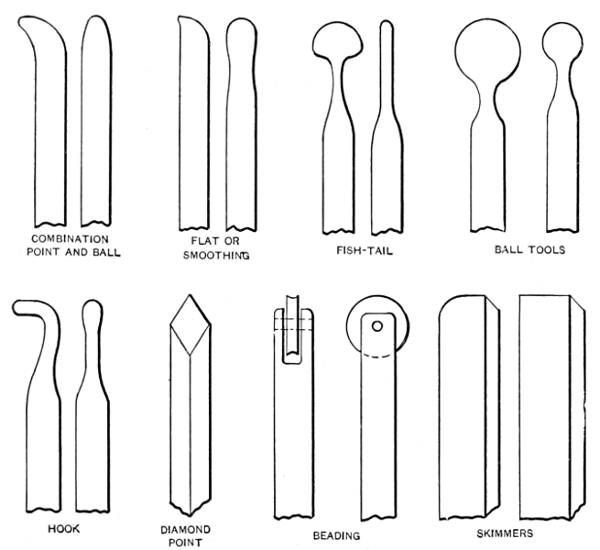 COMBINATION
POINT AND BALL
FLAT OR
SMOOTHING
FISH-TAIL
BALL TOOLS
HOOK
DIAMOND
POINT
BEADING
SKIMMERS